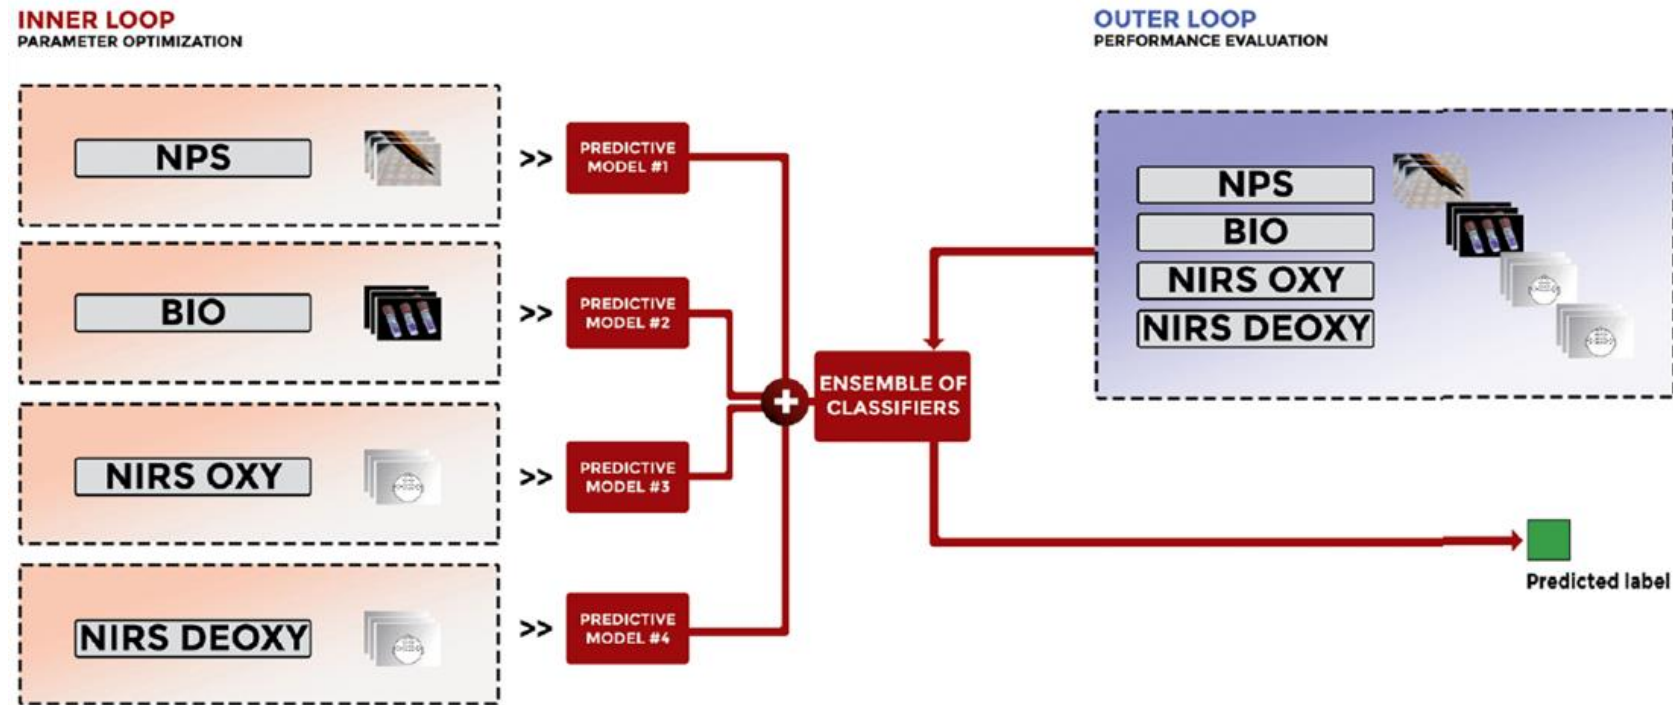 INNER LOOP
PARAMETER OPTIMIZATION
OUTER LOOP
PERFORMANCE EVALUATION
NPS
>>
PREDICTIVE
MODEL #1
BIO
>>
PREDICTIVE
MODEL #2
NIRS OXY
>>
PREDICTIVE
MODEL #3
NIRS DEOXY
>>
PREDICTIVE
MODEL #4
+
ENSEMBLE OF
CLASSIFIERS
NPS
BIO
NIRS OXY
NIRS DEOXY
Predicted label